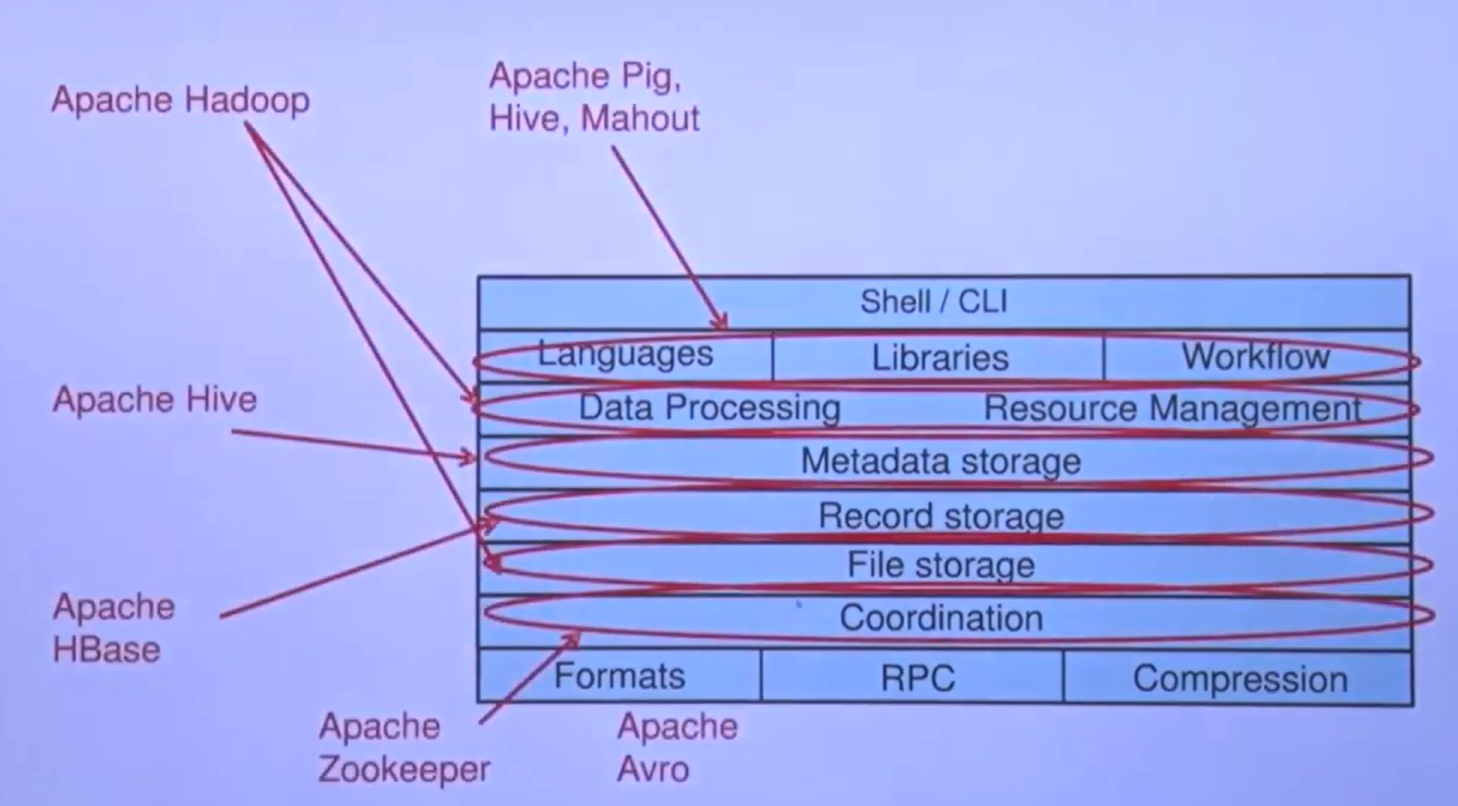 Apache Hadoop
Apache Pig,
Hive, Mahout
Shell / CLI
Languages Libraries Workflow
Data Processing Resource Management
Apache Hive
Metadata storage
Record storage
File storage
Apache
HBase
Coordination
Formats RPC Compression
Apache
Zookeeper
Apache
Avro